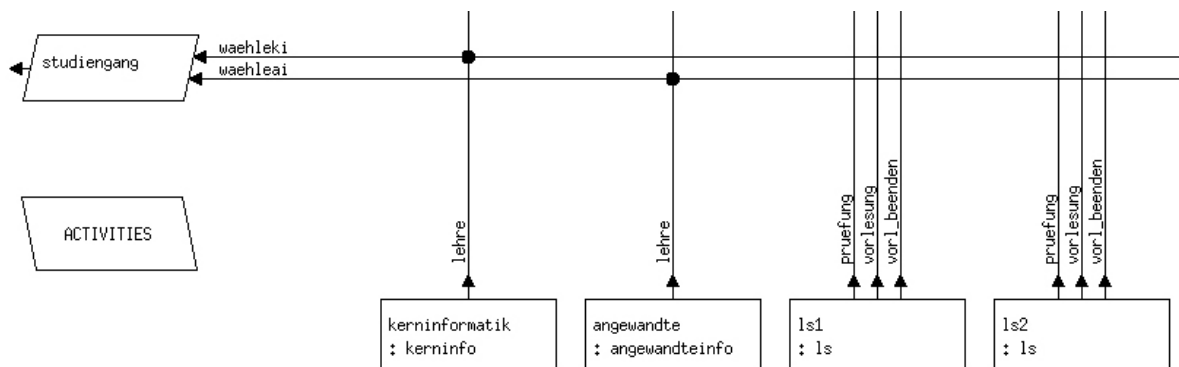 waehleki
studiengang
waehleai
ACTIVITIES
lehre
lehre
pruefung
vorlesung
vorl_beenden
pruefung
vorlesung
vorl_beenden
kerninformatik
: kerninfo
angewandte
: angewandteinfo
ls1
: ls
ls2
: ls